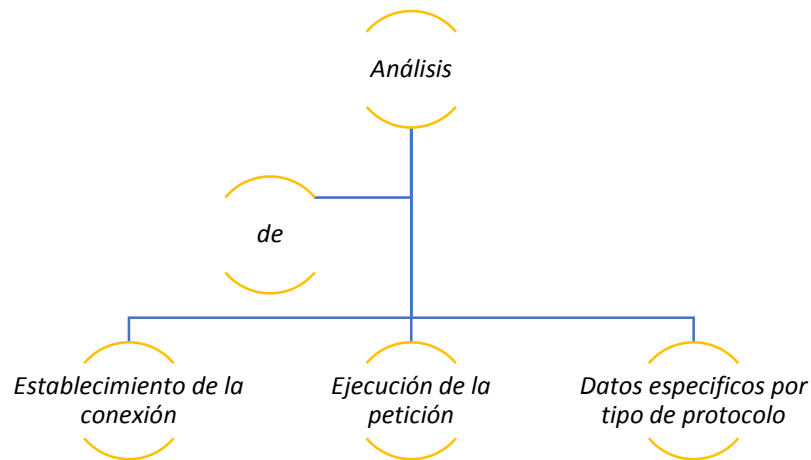 Análisis
de
Establecimiento de la
conexión
Ejecución de la
petición
Datos especificos por
tipo de protocolo